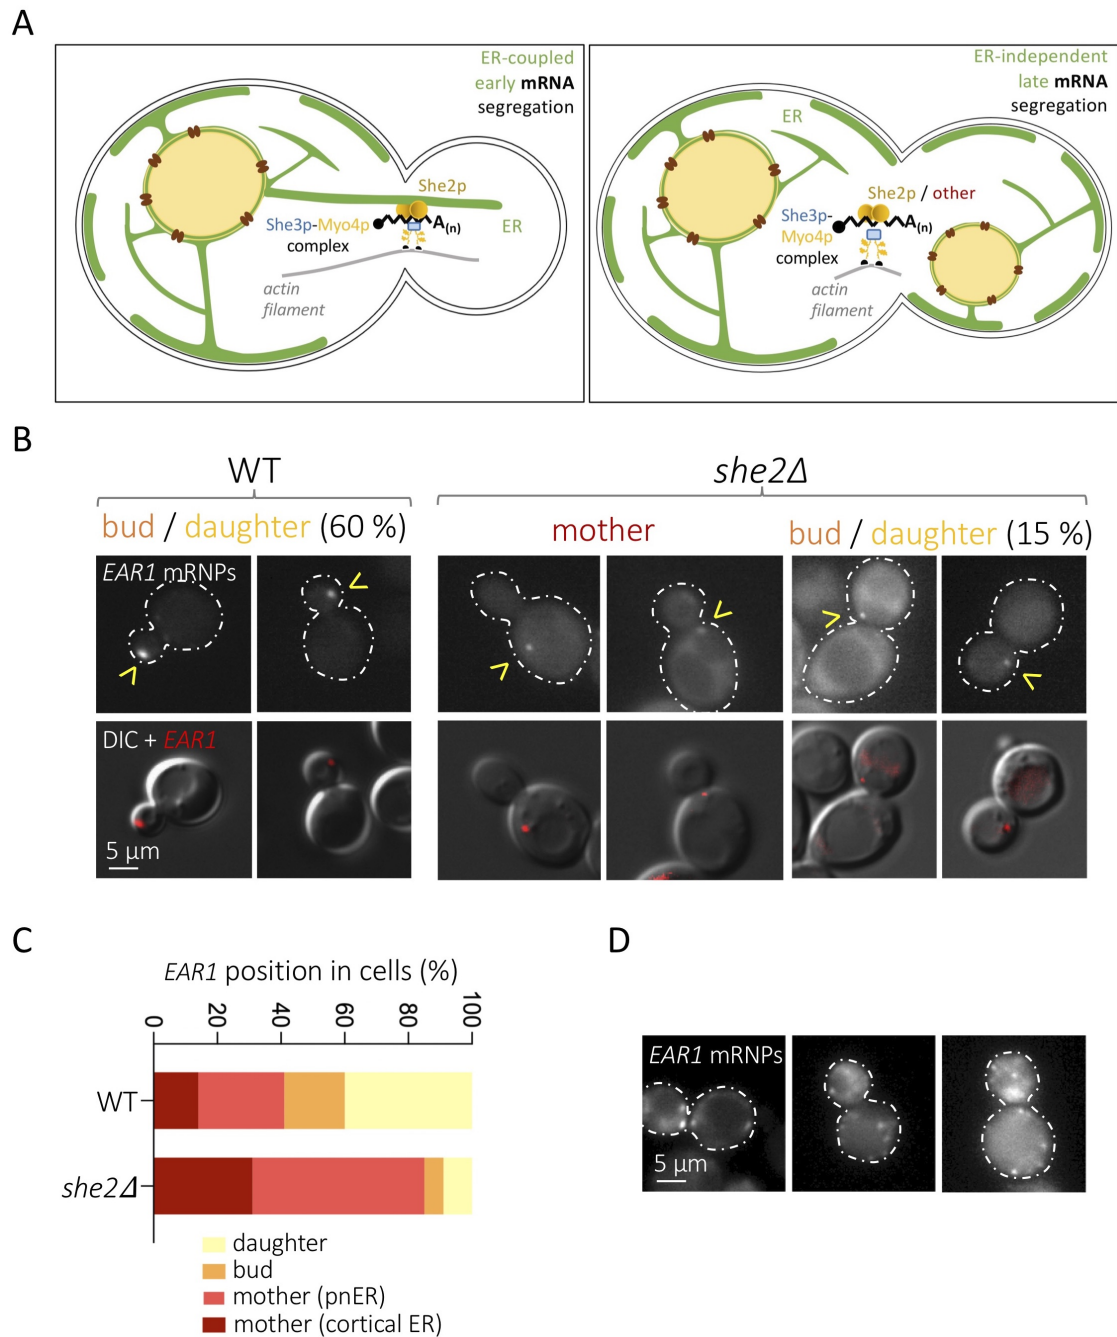 A
ER-coupled
early mRNA
segregation
She2p
She3p-Myo4p
complex
A(n)
ER
actin
filament
ER-independent
late mRNA
segregation
ER
She2p / other
She3p-
Myo4p
complex
A(n)
actin
filament
B
WT
she2Δ
bud / daughter (60 %)
mother
bud / daughter (15 %)
EAR1 mRNPs
DIC + EAR1
5 μm
C
EAR1 position in cells (%)
0
20
40
60
80
100
WT
she2Δ
daughter
bud
mother (pnER)
mother (cortical ER)
D
EAR1 mRNPs
5 μm